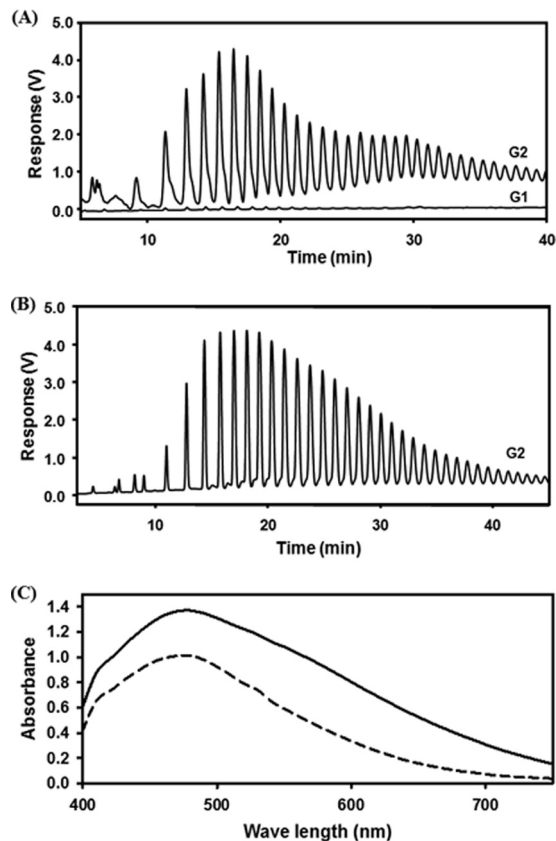 (A)
5.0
4.0
3.0
2.0
1.0
0.0
Response (V)
G2
G1
10 20 30 40
Time (min)
(B)
5.0
4.0
3.0
2.0
1.0
0.0
Response (V)
G2
10 20 30 40
Time (min)
(C)
1.4
1.2
1.0
0.8
0.6
0.4
0.2
0.0
Absorbance
400 500 600 700
Wave length (nm)